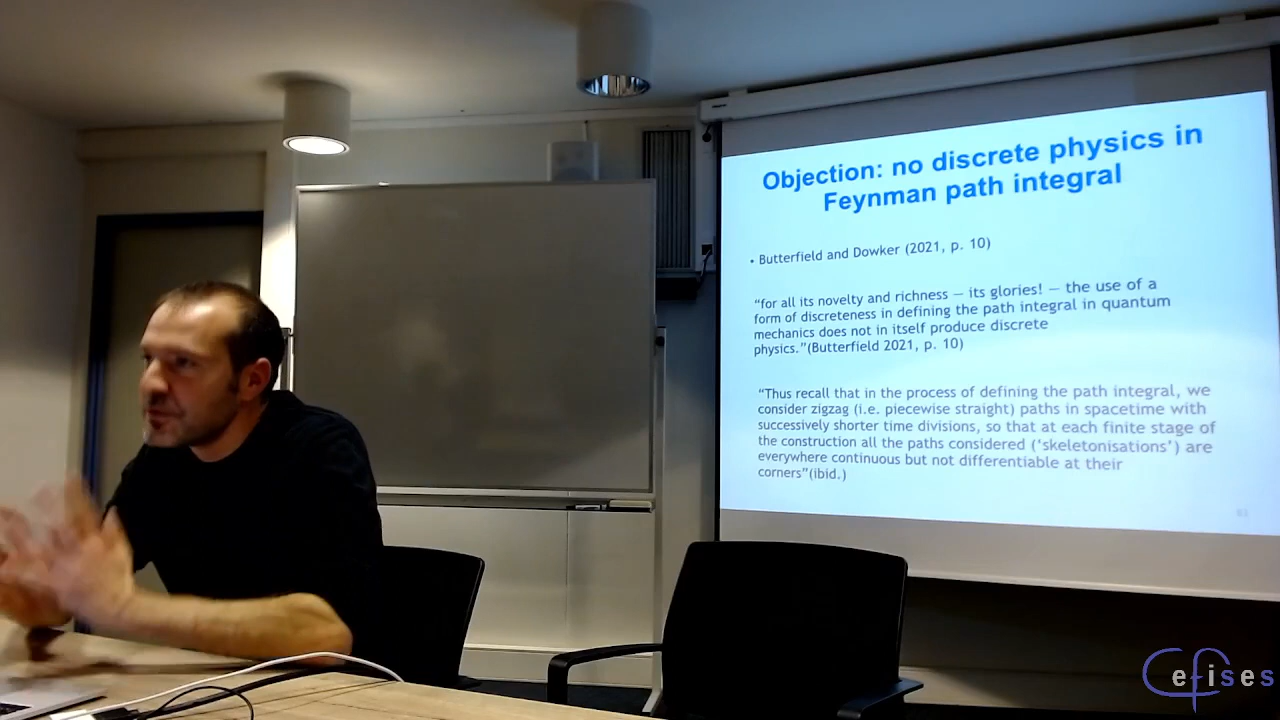 Objection: no discrete physics in
Feynman path integral
• Butterfield and Dowker (2021, p. 10)
“for all its novelty and richness — its glories! — the use of a
form of discreteness in defining the path integral in quantum
mechanics does not in itself produce discrete
physics.”(Butterfield 2021, p. 10)
“Thus recall that in the process of defining the path integral, we
consider zigzag (i.e. piecewise straight) paths in spacetime with
successively shorter time divisions, so that at each finite stage of
the construction all the paths considered (‘skeletonisations’) are
everywhere continuous but not differentiable at their
corners”(ibid.)
Cefises